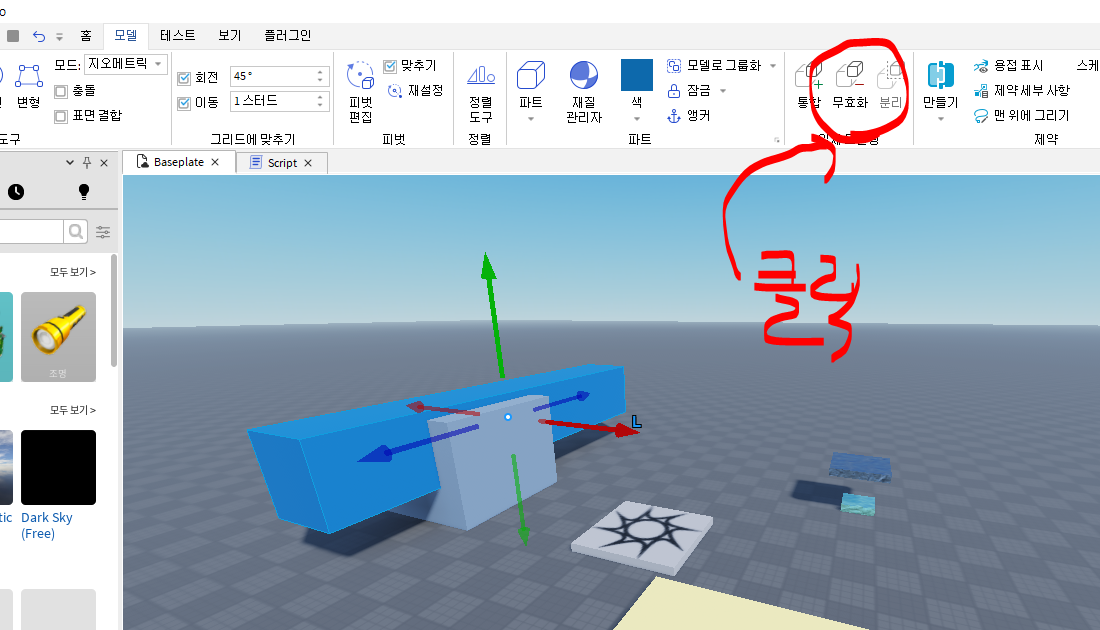 o
홈 모델 테스트 보기 플러그인
변형
모드: 지오메트릭
충돌
표면 결합
도구
회전 45°
이동 1 스터드
그리드에 맞추기
피벗
편집
맞추기
재설정
피벗
정렬
도구
정렬
파트
재질
관리자
색
모델로 그룹화
잠금
앵커
파트
통합 무효화 분리
만들기
용접 표시 스케
제약 세부 사항
맨 위에 그리기
제약
Baseplate
Script
모두 보기 >
조명
모두 보기 >
tic
Dark Sky
(Free)
클릭
L